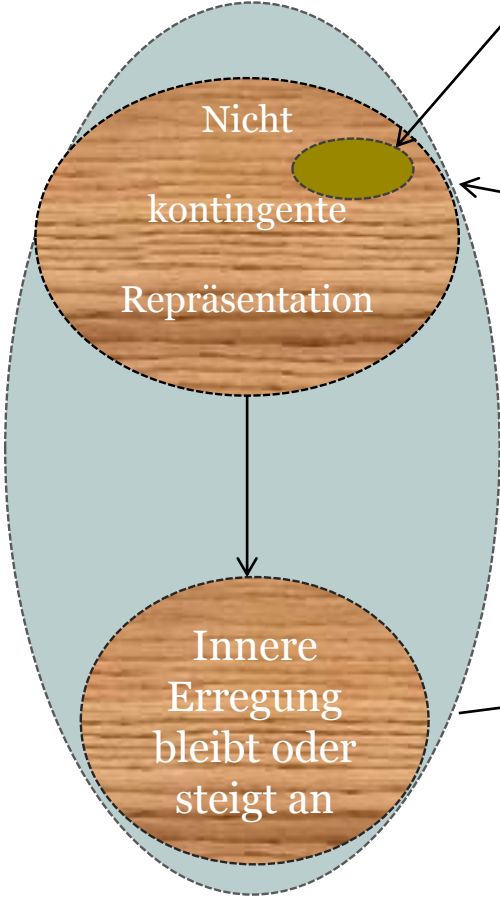 Nicht
kontingente
Repräsentation
Innere
Erregung
bleibt oder
steigt an